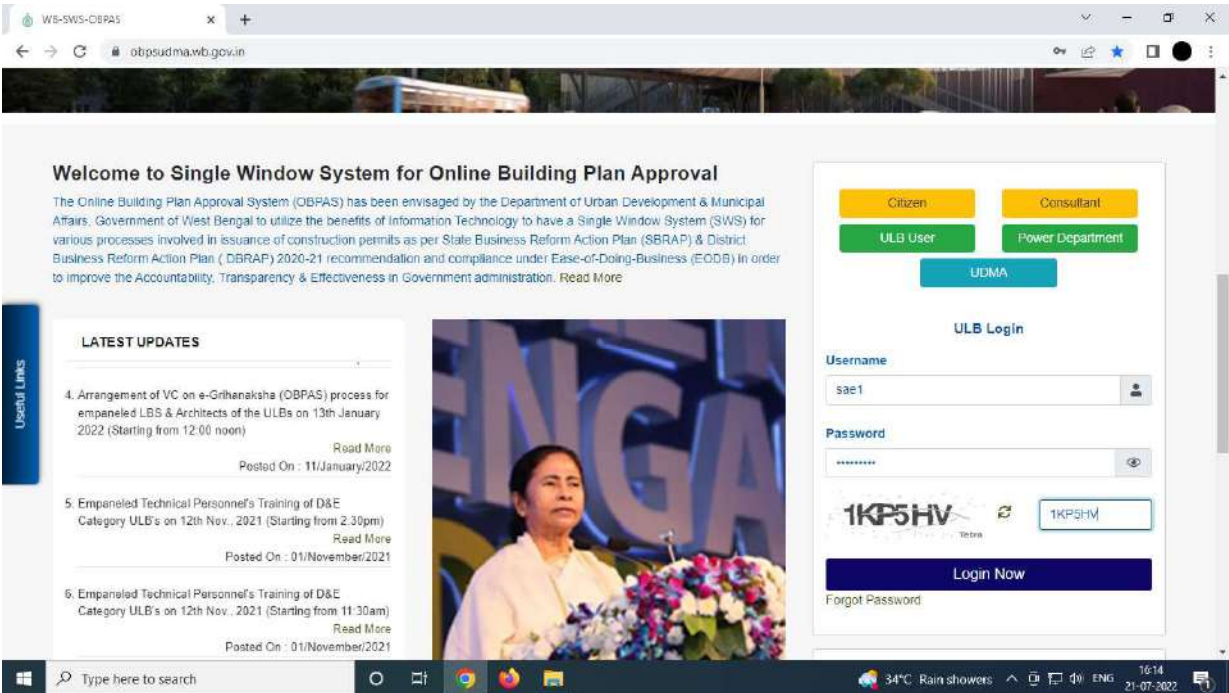 WB-SWS-OBPAS
obpsudma.wb.gov.in
Welcome to Single Window System for Online Building Plan Approval
The Online Building Plan Approval System (OBPAS) has been envisaged by the Department of Urban Development & Municipal
Affairs, Government of West Bengal to utilize the benefits of Information Technology to have a Single Window System (SWS) for
various processes involved in issuance of construction permits as per State Business Reform Action Plan (SBRAP) & District
Business Reform Action Plan ( DBRAP) 2020-21 recommendation and compliance under Ease-of-Doing-Business (EODB) in order
to improve the Accountability, Transparency & Effectiveness in Government administration. Read More
Useful Links
LATEST UPDATES
4. Arrangement of VC on e-Grihanaksha (OBPAS) process for
empaneled LBS & Architects of the ULBs on 13th January
2022 (Starting from 12:00 noon)
Read More
Posted On : 11/January/2022
5. Empaneled Technical Personnel's Training of D&E
Category ULB's on 12th Nov., 2021 (Starting from 2.30pm)
Read More
Posted On : 01/November/2021
6. Empaneled Technical Personnel's Training of D&E
Category ULB's on 12th Nov., 2021 (Starting from 11:30am)
Read More
Posted On : 01/November/2021
ENGA
Citizen
Consultant
ULB User
Power Department
UDMA
ULB Login
Username
sae1
Password
1KP5HV
1KP5HV
Login Now
Forgot Password
Type here to search
34°C Rain showers
ENG
16:14
21-07-2022